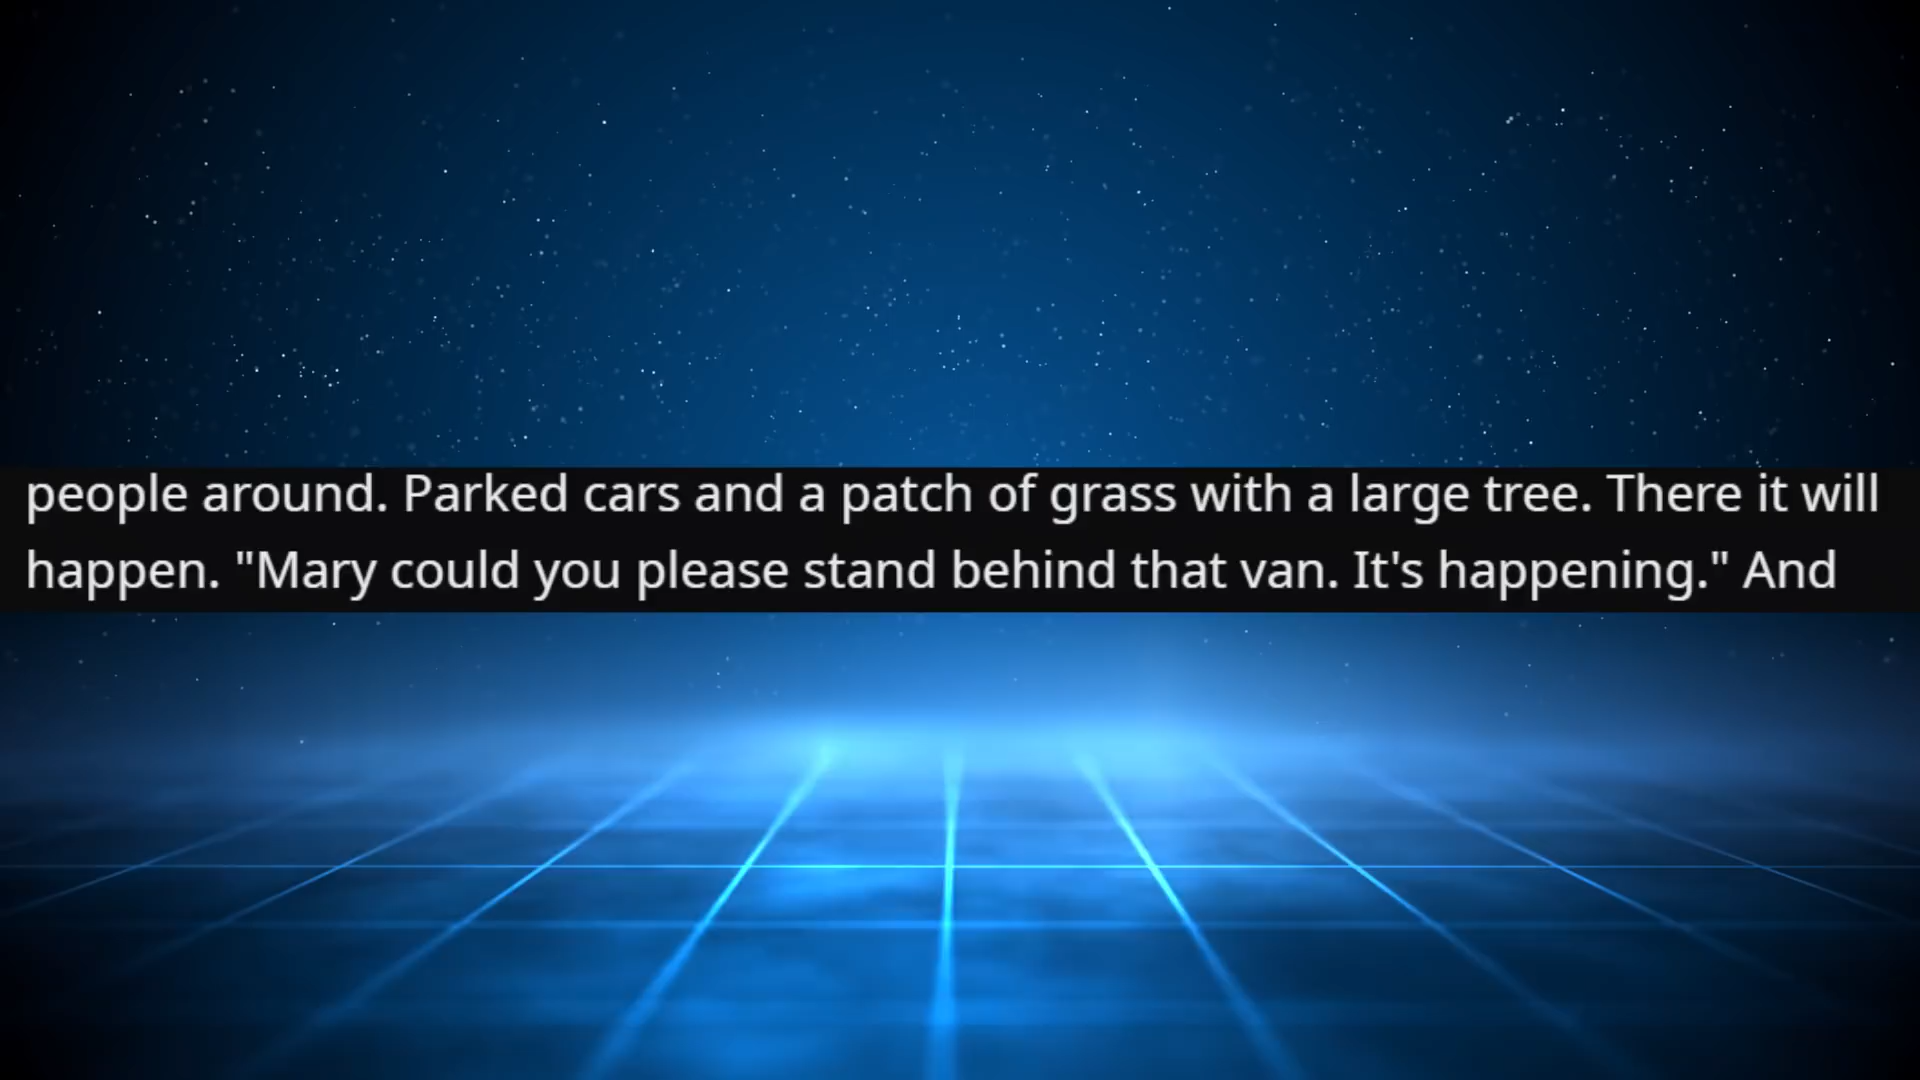 people around. Parked cars and a patch of grass with a large tree. There it will
happen. "Mary could you please stand behind that van. It's happening." And